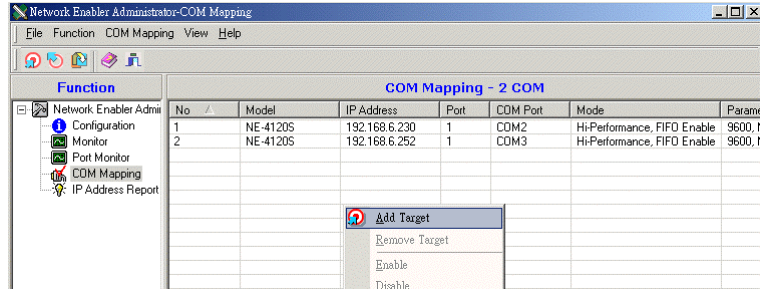 Network Enabler Administrator-COM Mapping
File Function COM Mapping View Help
Function
COM Mapping - 2 COM
Network Enabler Admi
Configuration
Monitor
Port Monitor
COM Mapping
IP Address Report
No Model IP Address Port COM Port Mode Parame
1 NE-4120S 192.168.6.230 1 COM2 Hi-Performance, FIFO Enable 9600, N
2 NE-4120S 192.168.6.252 1 COM3 Hi-Performance, FIFO Enable 9600, N
Add Target
Remove Target
Enable
Disable